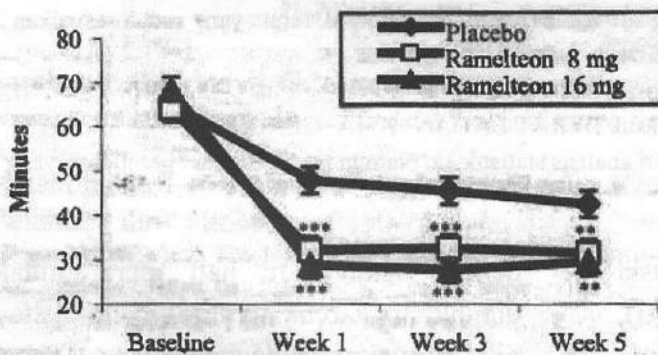 80
70
60
50
40
30
20
Minutes
Placebo
Ramelteon 8 mg
Ramelteon 16 mg
***
***
**
***
***
**
Baseline
Week 1
Week 3
Week 5